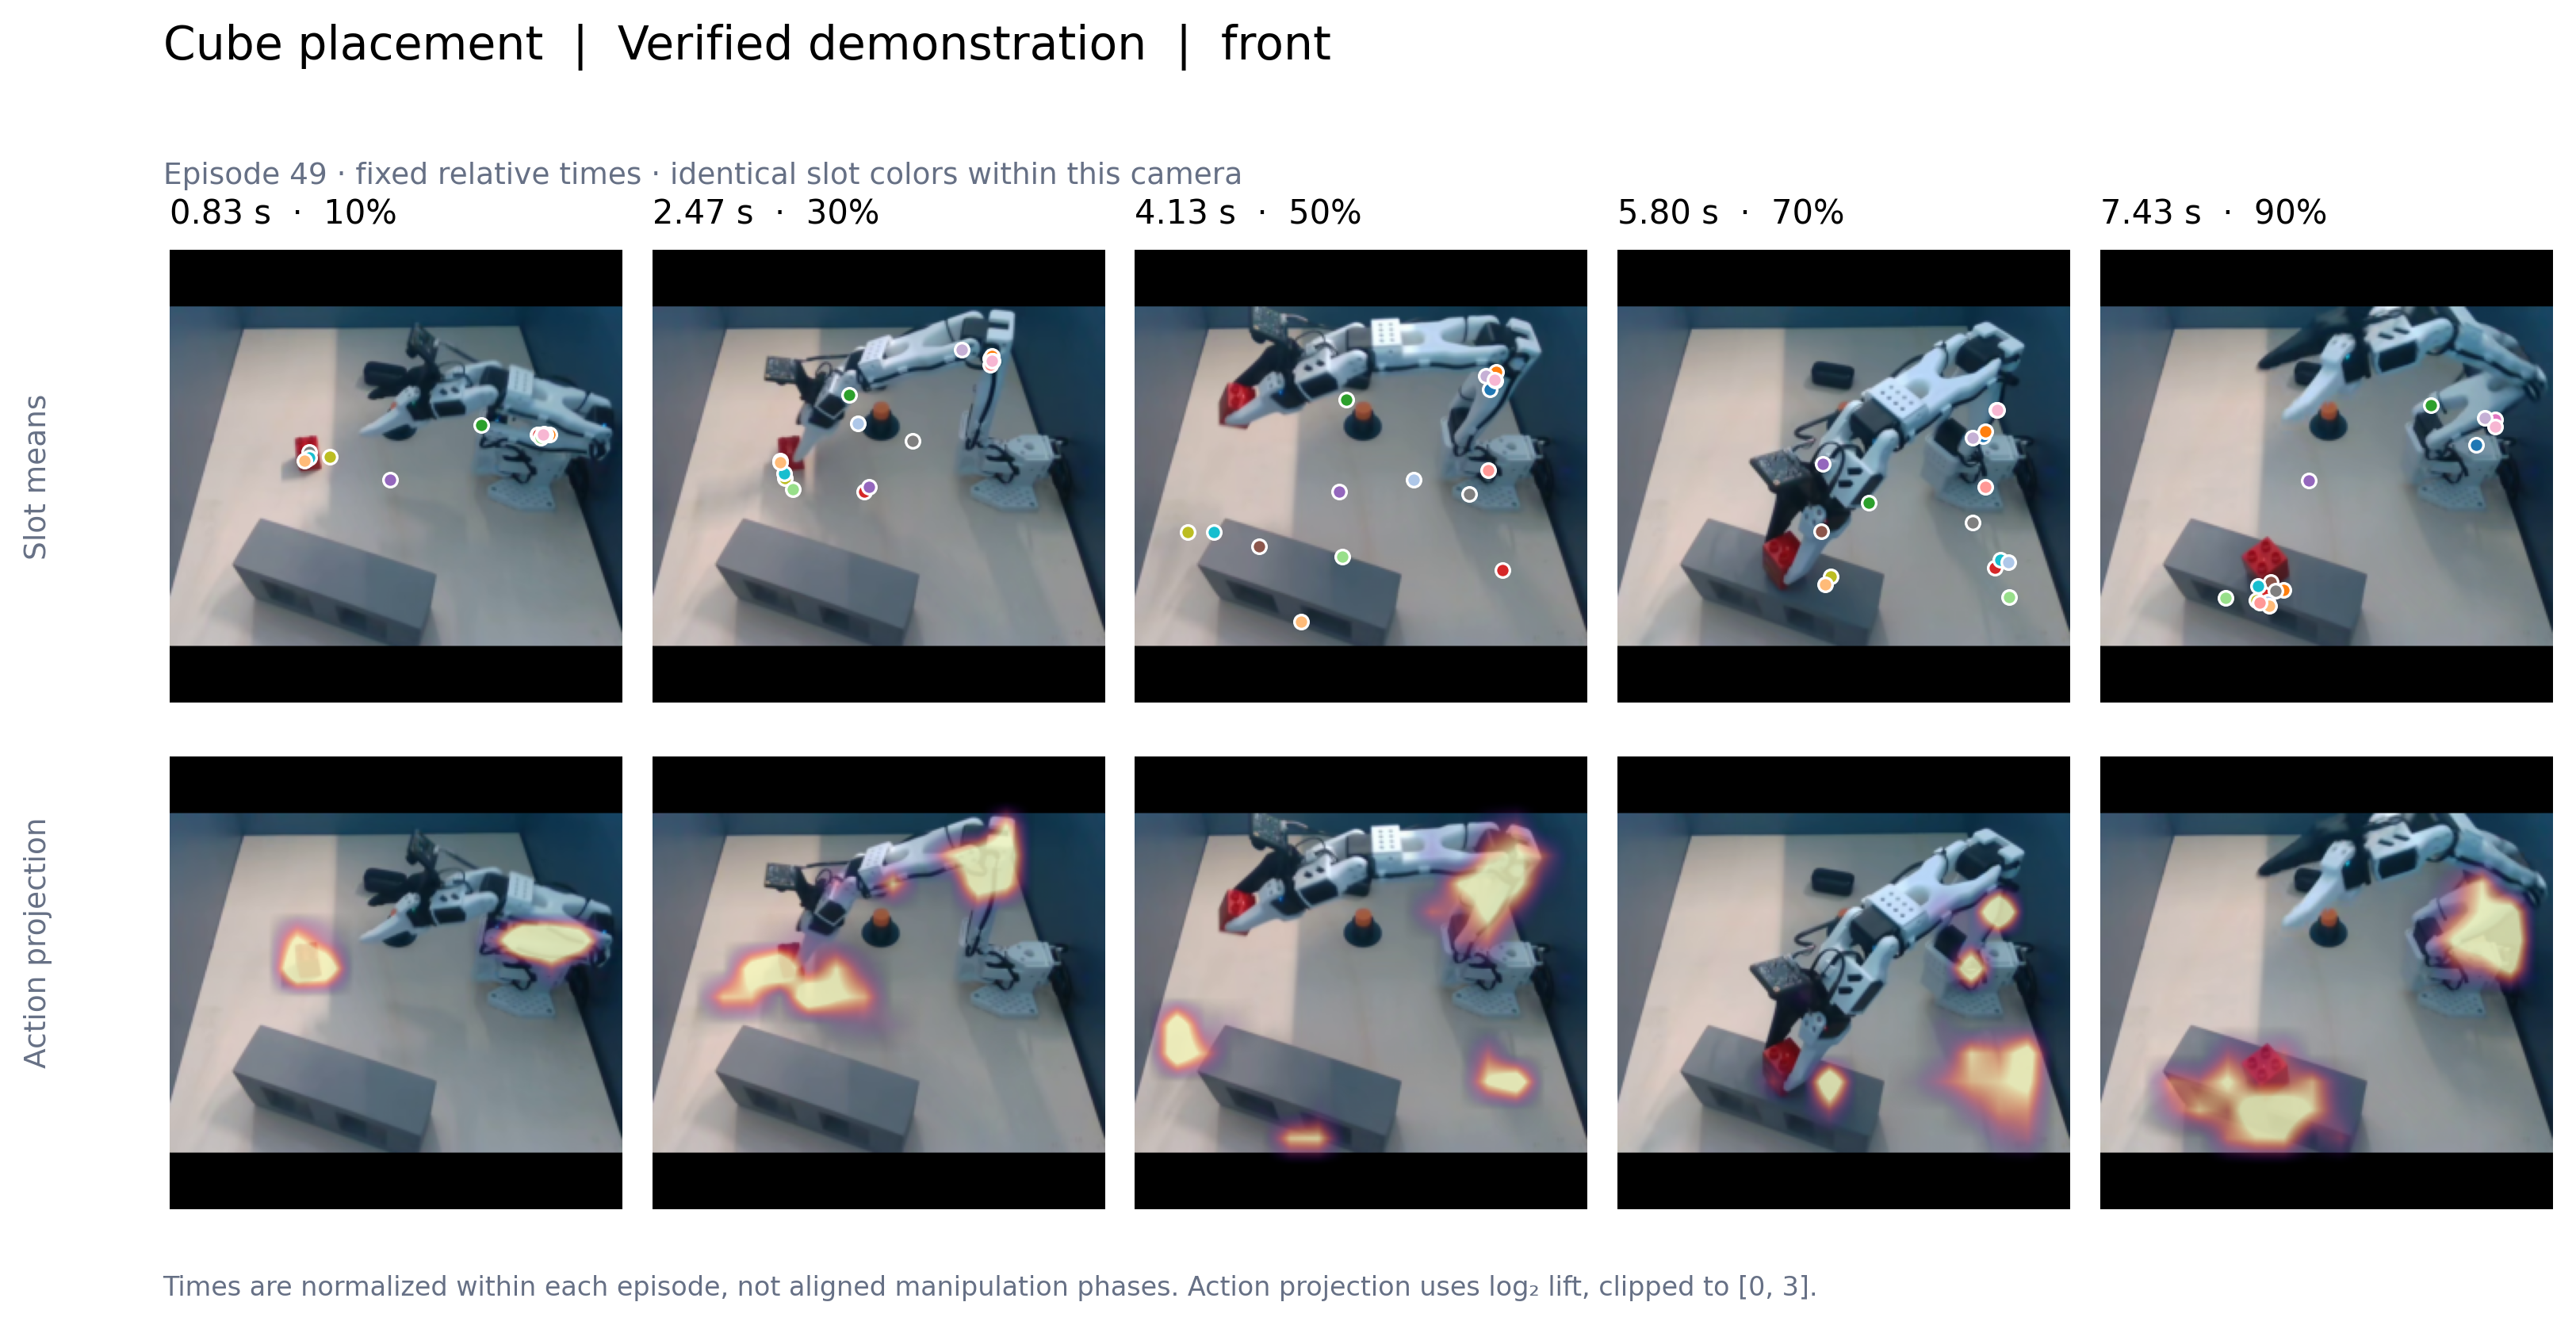 Cube placement | Verified demonstration | front
Episode 49 · fixed relative times · identical slot colors within this camera
0.83 s · 10%
2.47 s · 30%
4.13 s · 50%
5.80 s · 70%
7.43 s · 90%
Slot means
Action projection
Times are normalized within each episode, not aligned manipulation phases. Action projection uses log₂ lift, clipped to [0, 3].